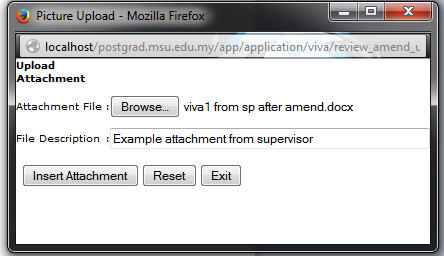 Picture Upload - Mozilla Firefox
localhost/postgrad.msu.edu.my/app/application/viva/review_amend_u
Upload
Attachment
Attachment File : Browse... viva1 from sp after amend.docx
File Description : Example attachment from supervisor
Insert Attachment Reset Exit